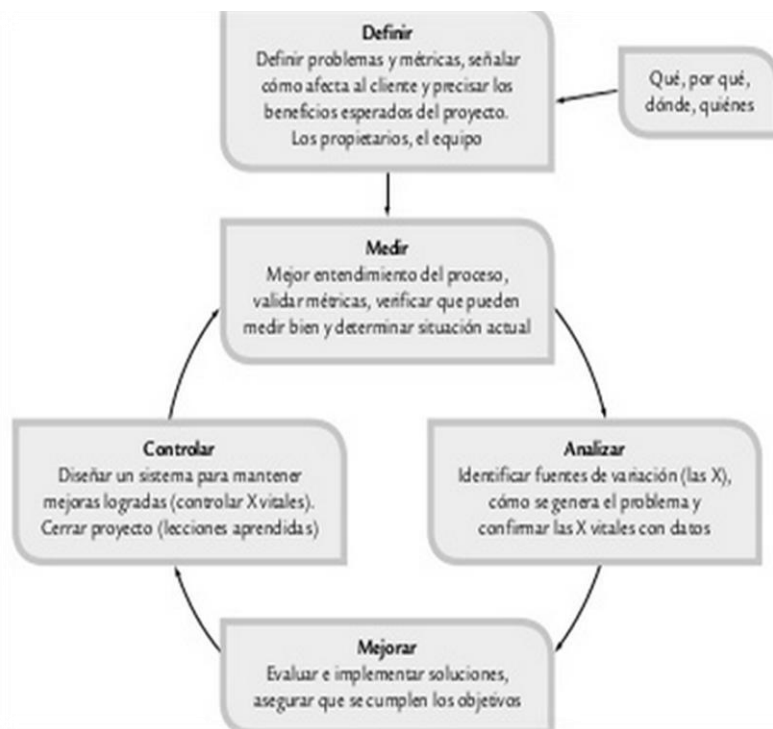 Definir
Definir problemas y métricas, señalar
cómo afecta al cliente y precisar los
beneficios esperados del proyecto.
Los propietarios, el equipo
Qué, por qué,
dónde, quiénes
Medir
Mejor entendimiento del proceso,
validar métricas, verificar que pueden
medir bien y determinar situación actual
Controlar
Diseñar un sistema para mantener
mejoras logradas (controlar X vitales).
Cerrar proyecto (lecciones aprendidas)
Analizar
Identificar fuentes de variación (las X),
cómo se genera el problema y
confirmar las X vitales con datos
Mejorar
Evaluar e implementar soluciones,
asegurar que se cumplen los objetivos